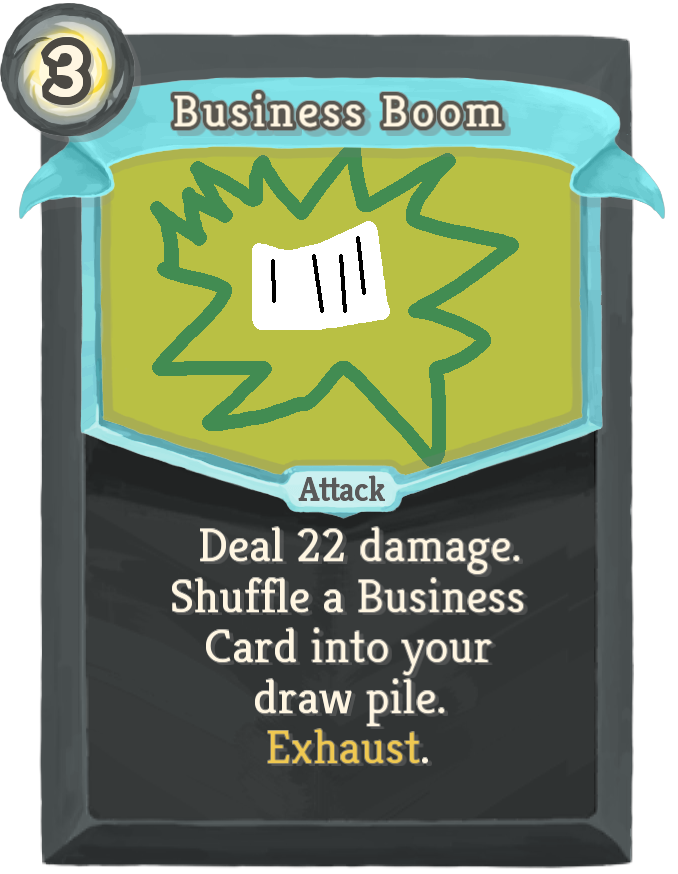 3
Business Boom
Attack
Deal 22 damage.
Shuffle a Business
Card into your
draw pile.
Exhaust.